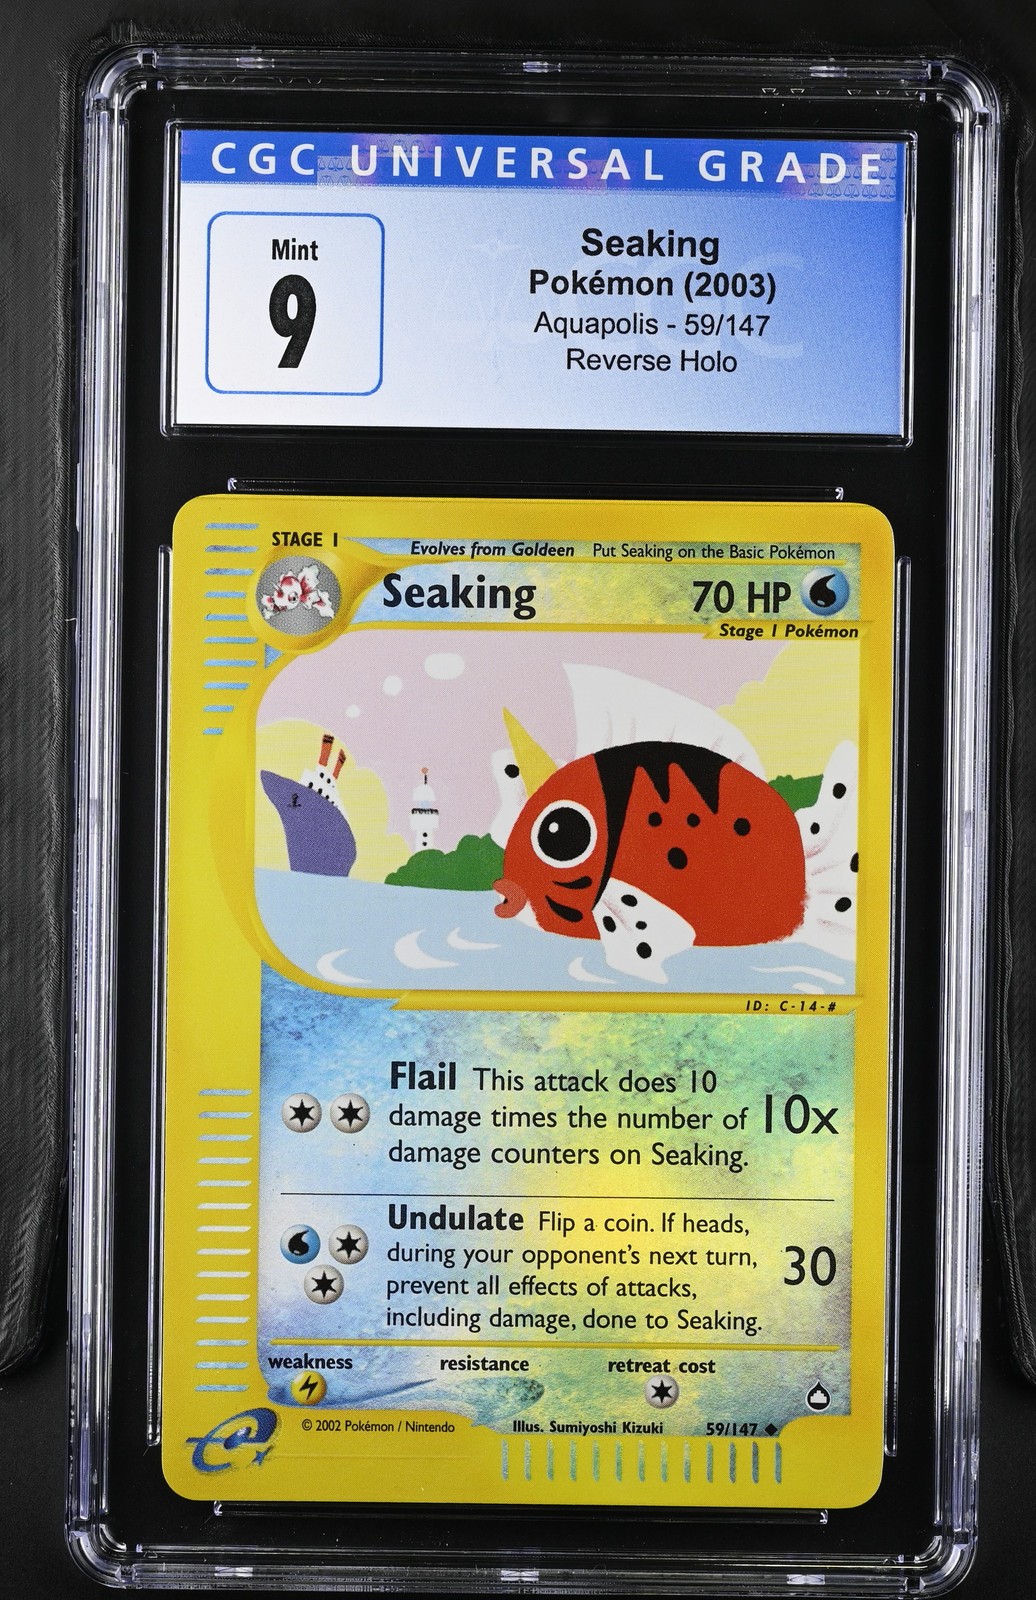 CGC UNIVERSAL GRADE
Mint
9
Seaking
Pokémon (2003)
Aquapolis - 59/147
Reverse Holo
STAGE 1
Evolves from Goldeen Put Seaking on the Basic Pokémon
Seaking 70 HP
Stage 1 Pokémon
ID: C-14-#
Flail This attack does 10
damage times the number of 10x
damage counters on Seaking.
Undulate Flip a coin. If heads,
during your opponent's next turn, 30
prevent all effects of attacks,
including damage, done to Seaking.
weakness resistance retreat cost
© 2002 Pokémon / Nintendo Illus. Sumiyoshi Kizuki 59/147
e